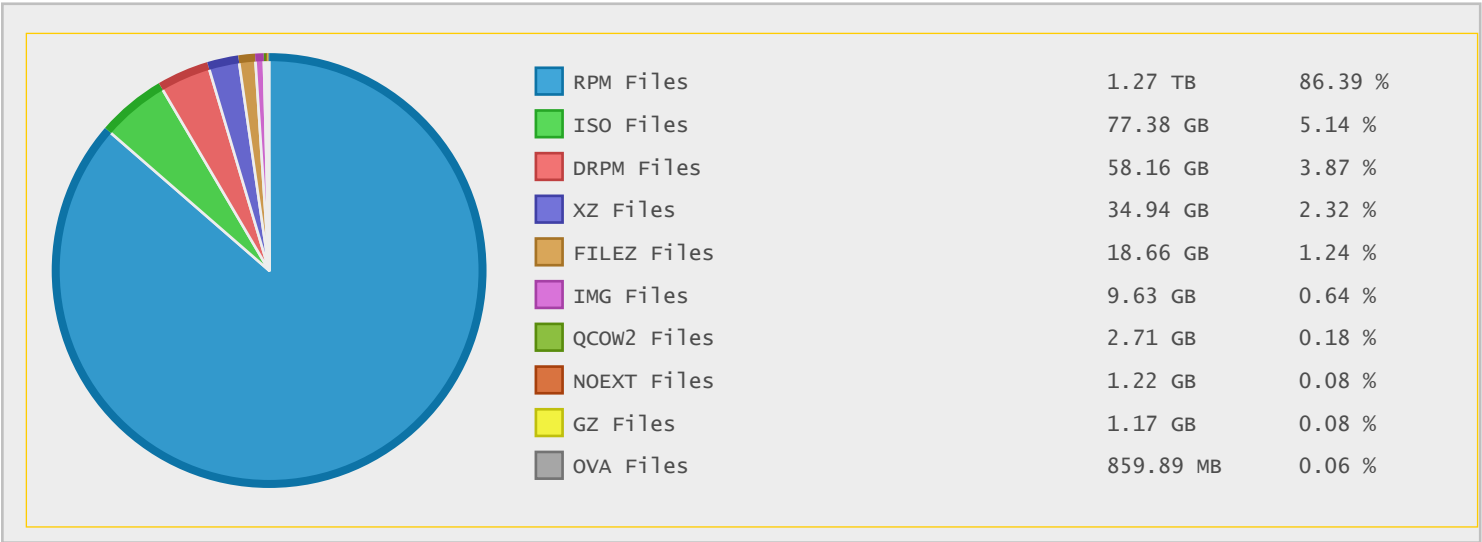 RPM Files 1.27 TB 86.39 %
ISO Files 77.38 GB 5.14 %
DRPM Files 58.16 GB 3.87 %
XZ Files 34.94 GB 2.32 %
FILEZ Files 18.66 GB 1.24 %
IMG Files 9.63 GB 0.64 %
QCOW2 Files 2.71 GB 0.18 %
NOEXT Files 1.22 GB 0.08 %
GZ Files 1.17 GB 0.08 %
OVA Files 859.89 MB 0.06 %